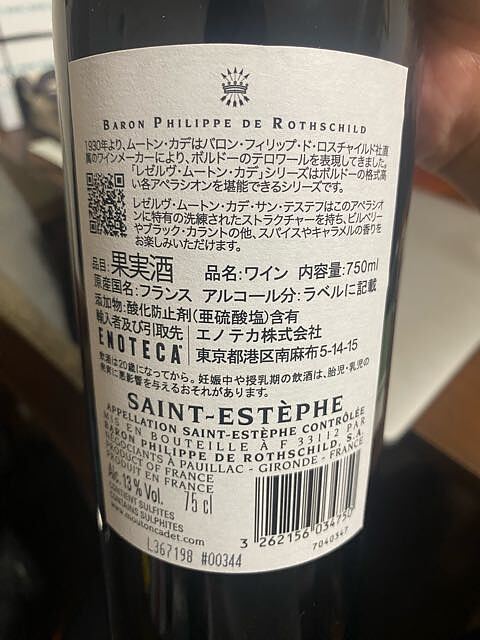 BARON PHILIPPE DE ROTHSCHILD
1930年より、ムートン・カデはバロン・フィリップ・ド・ロスチャイルド社直
属のワインメーカーにより、ボルドーのテロワールを表現してきました。
「レゼルヴ・ムートン・カデ」シリーズはボルドーの格式高
い各アペラシオンを堪能できるシリーズです。
レゼルヴ・ムートン・カデ・サン・テステフはこのアペラシオ
ンに特有の洗練されたストラクチャーを持ち、ビルベリー
やブラック・カラントの他、スパイスやキャラメルの香りを
お楽しみいただけます。
品目:果実酒 品名:ワイン 内容量:750ml
原産国名:フランス アルコール分:ラベルに記載
添加物:酸化防止剤(亜硫酸塩)含有
輸入者及び引取先 エノテカ株式会社
ENOTECA 東京都港区南麻布5-14-15
飲酒は20歳になってから。妊娠中や授乳期の飲酒は、胎児・乳児の
発育に悪影響を与えるおそれがあります。
SAINT-ESTÈPHE
APPELLATION SAINT-ESTÈPHE CONTRÔLÉE
MIS EN BOUTEILLE À F 33112 PAR
BARON PHILIPPE DE ROTHSCHILD, S.A.
NÉGOCIANTS À PAUILLAC - GIRONDE - FRANCE
PRODUCT OF FRANCE
PRODUIT EN FRANCE
Alc. 13% Vol. 75 cl
CONTIENT SULFITES
CONTAINS SULPHITES
www.moutoncadet.com
3 262156 034750
7040347
L367198 #00344